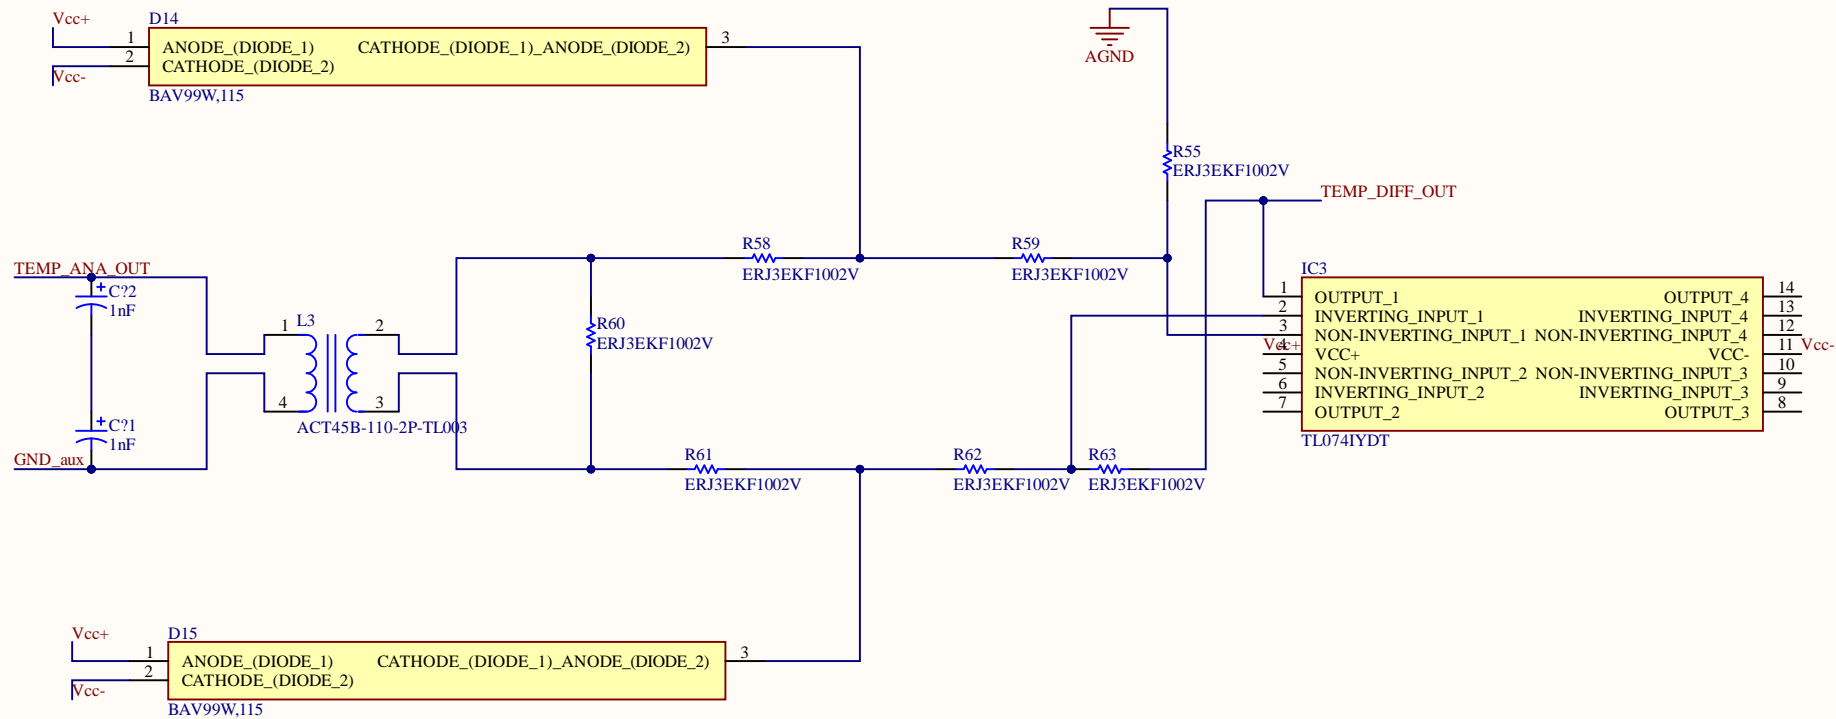 Vcc+
D14
1
ANODE_(DIODE_1)
CATHODE_(DIODE_1)_ANODE_(DIODE_2)
3
2
CATHODE_(DIODE_2)
Vcc-
BAV99W,115
AGND
R55
ERJ3EKF1002V
TEMP_DIFF_OUT
R58
ERJ3EKF1002V
R59
ERJ3EKF1002V
TEMP_ANA_OUT
+
C?2
1nF
L3
1
2
4
3
ACT45B-110-2P-TL003
R60
ERJ3EKF1002V
+
C?1
1nF
GND_aux
R61
ERJ3EKF1002V
R62
ERJ3EKF1002V
R63
ERJ3EKF1002V
IC3
1 OUTPUT_1 OUTPUT_4 14
2 INVERTING_INPUT_1 INVERTING_INPUT_4 13
3 NON-INVERTING_INPUT_1 NON-INVERTING_INPUT_4 12
Vcc+ 4 VCC+ VCC- 11 Vcc-
5 NON-INVERTING_INPUT_2 NON-INVERTING_INPUT_3 10
6 INVERTING_INPUT_2 INVERTING_INPUT_3 9
7 OUTPUT_2 OUTPUT_3 8
TL074IYDT
Vcc+
D15
1
ANODE_(DIODE_1)
CATHODE_(DIODE_1)_ANODE_(DIODE_2)
3
2
CATHODE_(DIODE_2)
Vcc-
BAV99W,115